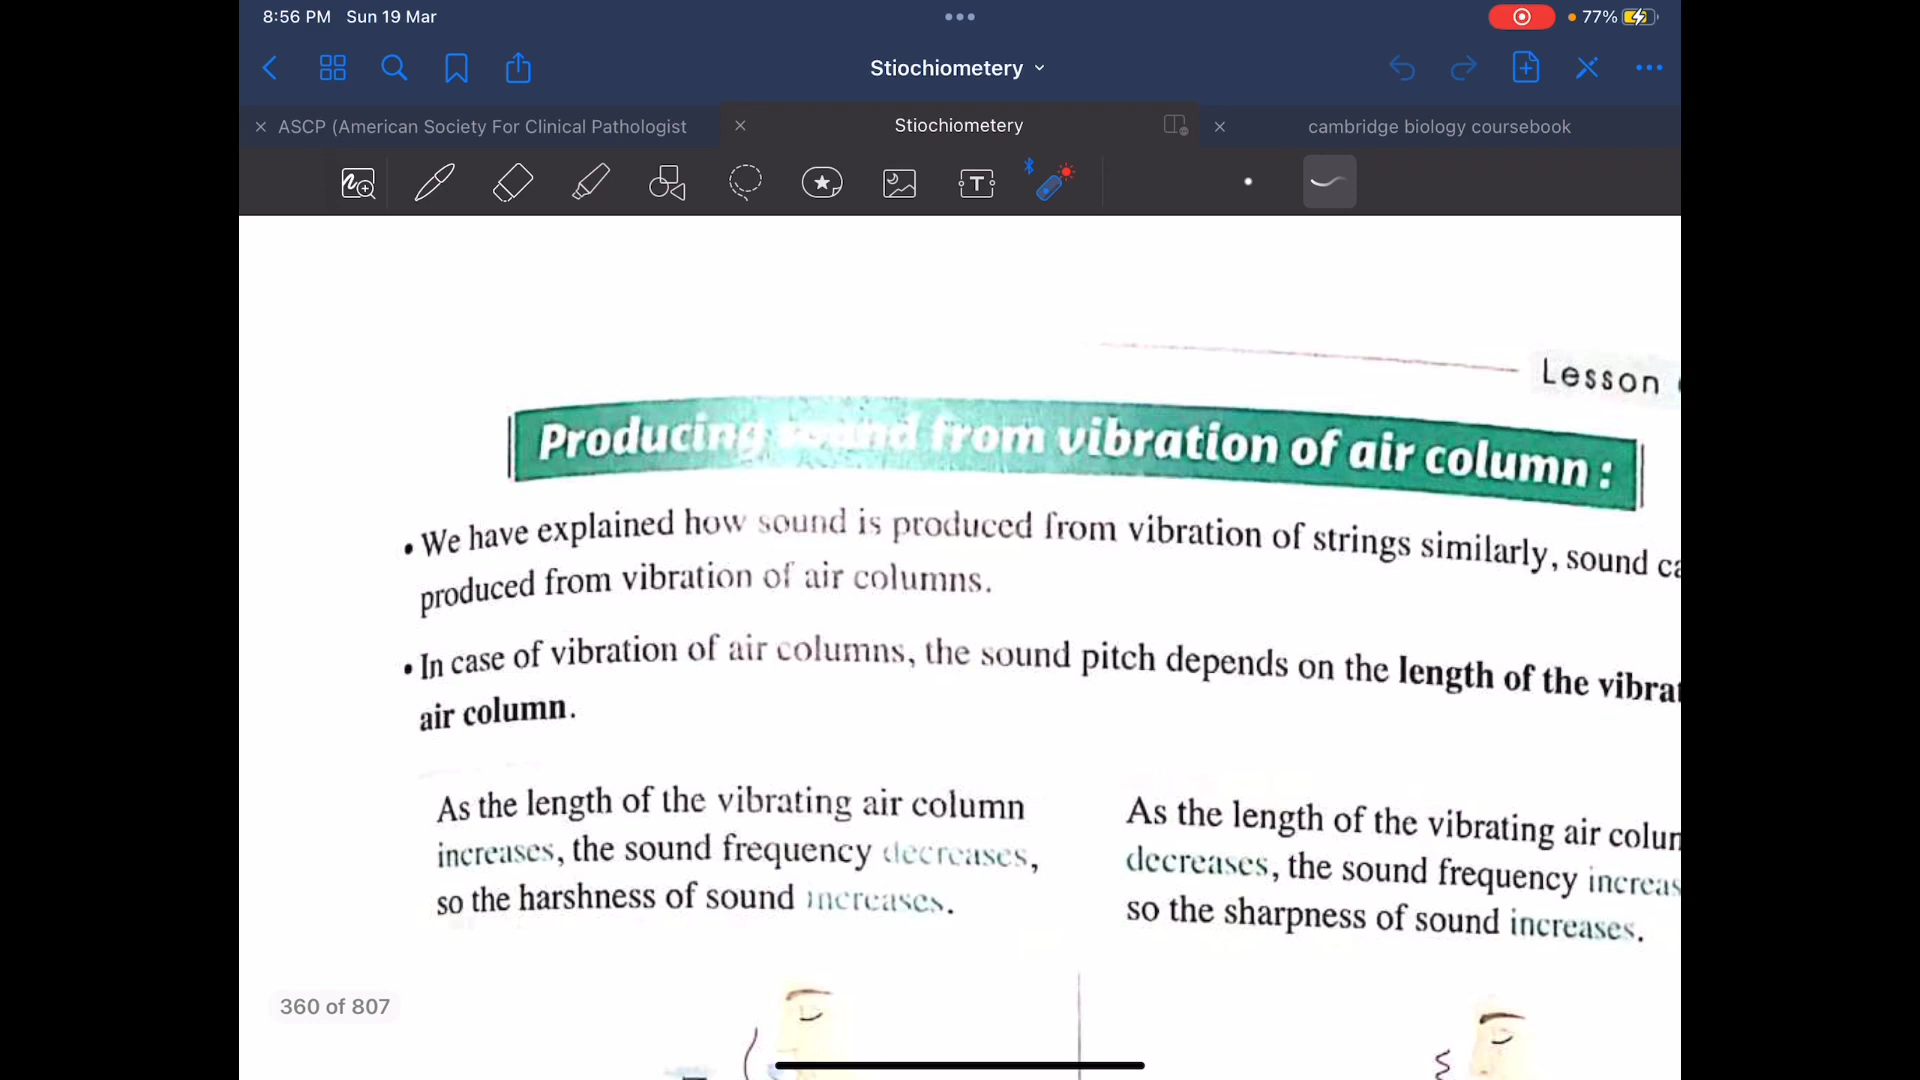 8:56 PM Sun 19 Mar
77%
Stiochiometery
ASCP (American Society For Clinical Pathologist
Stiochiometery
cambridge biology coursebook
T
Lesson
Producing sound from vibration of air column :
• We have explained how sound is produced from vibration of strings similarly, sound ca
produced from vibration of air columns.
• In case of vibration of air columns, the sound pitch depends on the length of the vibrat
air column.
As the length of the vibrating air column
increases, the sound frequency decreases,
so the harshness of sound increases.
As the length of the vibrating air colum
decreases, the sound frequency increas
so the sharpness of sound increases.
360 of 807